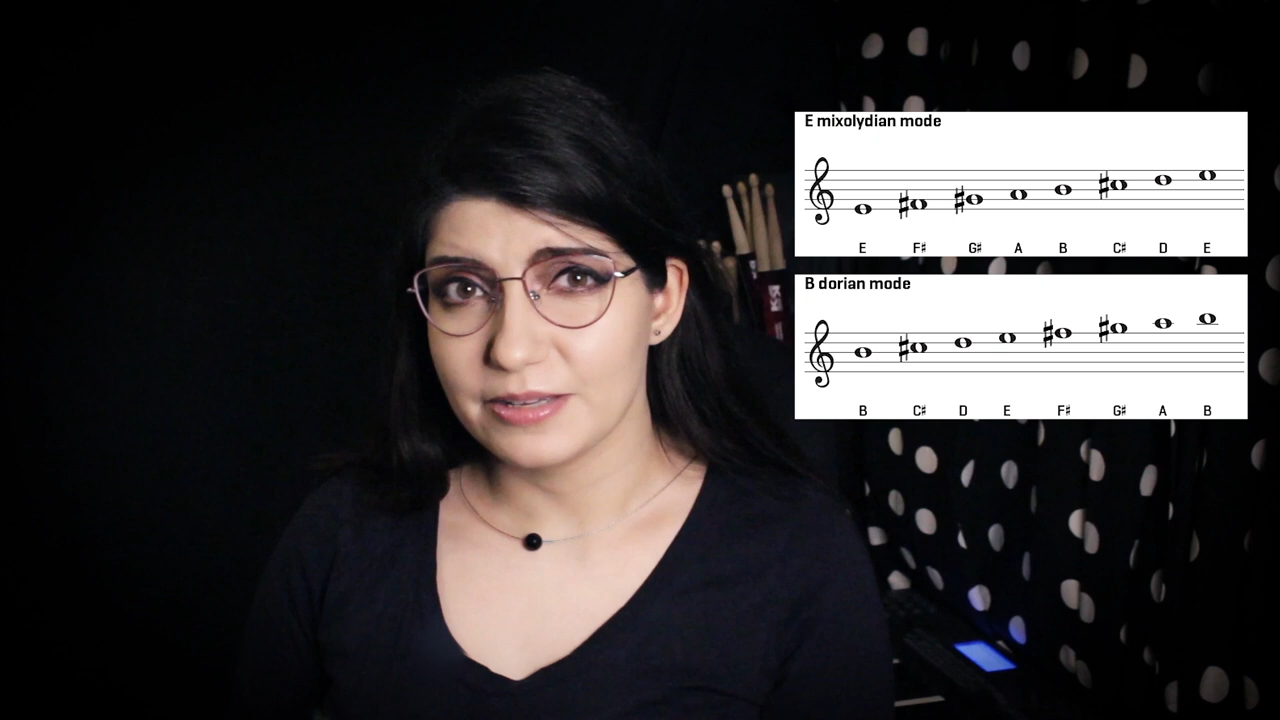 E mixolydian mode
E F♯ G♯ A B C♯ D E
B dorian mode
B C♯ D E F♯ G♯ A B